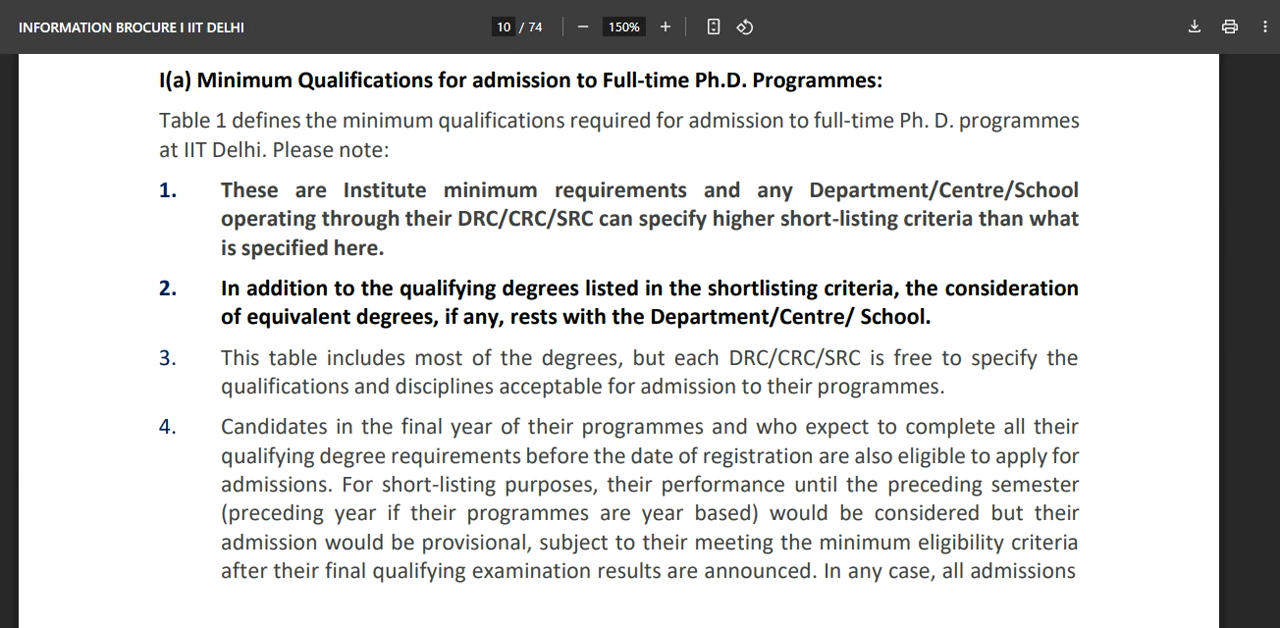 INFORMATION BROCURE I IIT DELHI
10 / 74
150%
I(a) Minimum Qualifications for admission to Full-time Ph.D. Programmes:
Table 1 defines the minimum qualifications required for admission to full-time Ph. D. programmes
at IIT Delhi. Please note:
1. These are Institute minimum requirements and any Department/Centre/School
operating through their DRC/CRC/SRC can specify higher short-listing criteria than what
is specified here.
2. In addition to the qualifying degrees listed in the shortlisting criteria, the consideration
of equivalent degrees, if any, rests with the Department/Centre/ School.
3. This table includes most of the degrees, but each DRC/CRC/SRC is free to specify the
qualifications and disciplines acceptable for admission to their programmes.
4. Candidates in the final year of their programmes and who expect to complete all their
qualifying degree requirements before the date of registration are also eligible to apply for
admissions. For short-listing purposes, their performance until the preceding semester
(preceding year if their programmes are year based) would be considered but their
admission would be provisional, subject to their meeting the minimum eligibility criteria
after their final qualifying examination results are announced. In any case, all admissions